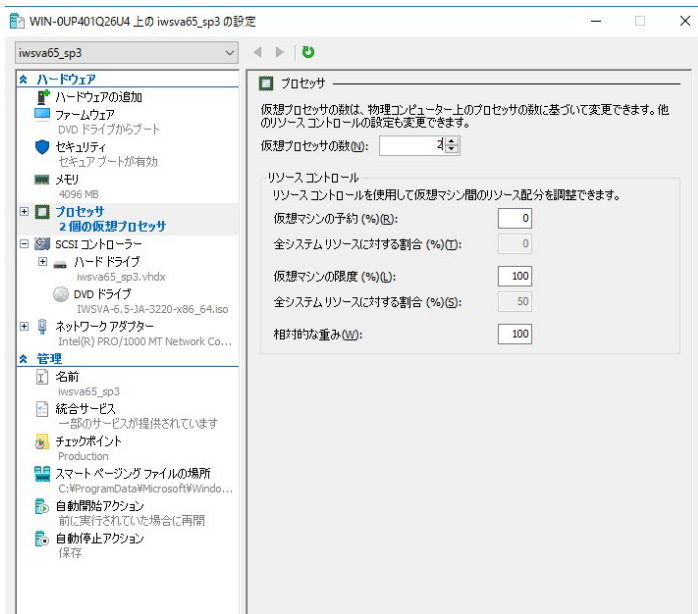 WIN-0UP401Q26U4 上の iwsva65_sp3 の設定
iwsva65_sp3
ハードウェア
ハードウェアの追加
ファームウェア
DVD ドライブからブート
セキュリティ
セキュア ブートが有効
メモリ
4096 MB
プロセッサ
2 個の仮想プロセッサ
SCSI コントローラー
ハード ドライブ
iwsva65_sp3.vhdx
DVD ドライブ
IWSVA-6.5-JA-3220-x86_64.iso
ネットワーク アダプター
Intel(R) PRO/1000 MT Network Co...
管理
名前
iwsva65_sp3
統合サービス
一部のサービスが提供されています
チェックポイント
Production
スマート ページング ファイルの場所
C:¥ProgramData¥Microsoft¥Windo...
自動開始アクション
前に実行されていた場合に再開
自動停止アクション
保存
プロセッサ
仮想プロセッサの数は、物理コンピューター上のプロセッサの数に基づいて変更できます。他
のリソース コントロールの設定も変更できます。
仮想プロセッサの数(N): 2
リソース コントロール
リソース コントロールを使用して仮想マシン間のリソース配分を調整できます。
仮想マシンの予約 (%)(R): 0
全システム リソースに対する割合 (%)(T): 0
仮想マシンの限度 (%)(L): 100
全システム リソースに対する割合 (%)(S): 50
相対的な重み(W): 100